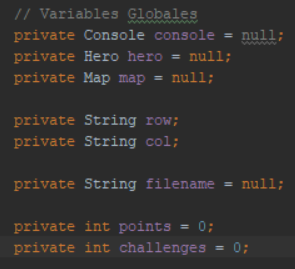 // Variables Globales
private Console console = null;
private Hero hero = null;
private Map map = null;
private String row;
private String col;
private String filename = null;
private int points = 0;
private int challenges = 0;